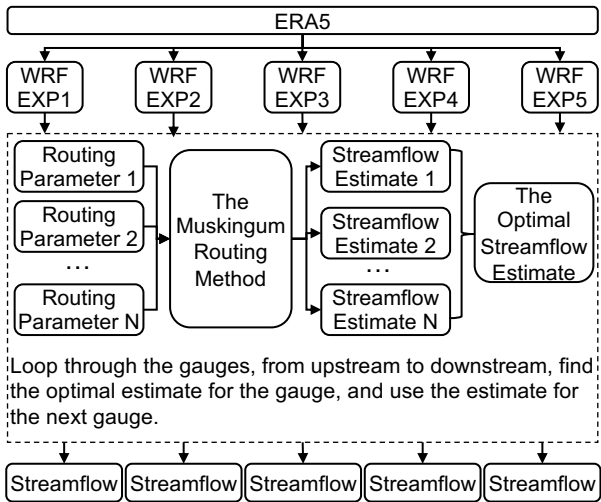 ERA5
WRF
EXP1
WRF
EXP2
WRF
EXP3
WRF
EXP4
WRF
EXP5
Routing
Parameter 1
Routing
Parameter 2
...
Routing
Parameter N
The
Muskingum
Routing
Method
Streamflow
Estimate 1
Streamflow
Estimate 2
...
Streamflow
Estimate N
The
Optimal
Streamflow
Estimate
Loop through the gauges, from upstream to downstream, find
the optimal estimate for the gauge, and use the estimate for
the next gauge.
Streamflow
Streamflow
Streamflow
Streamflow
Streamflow